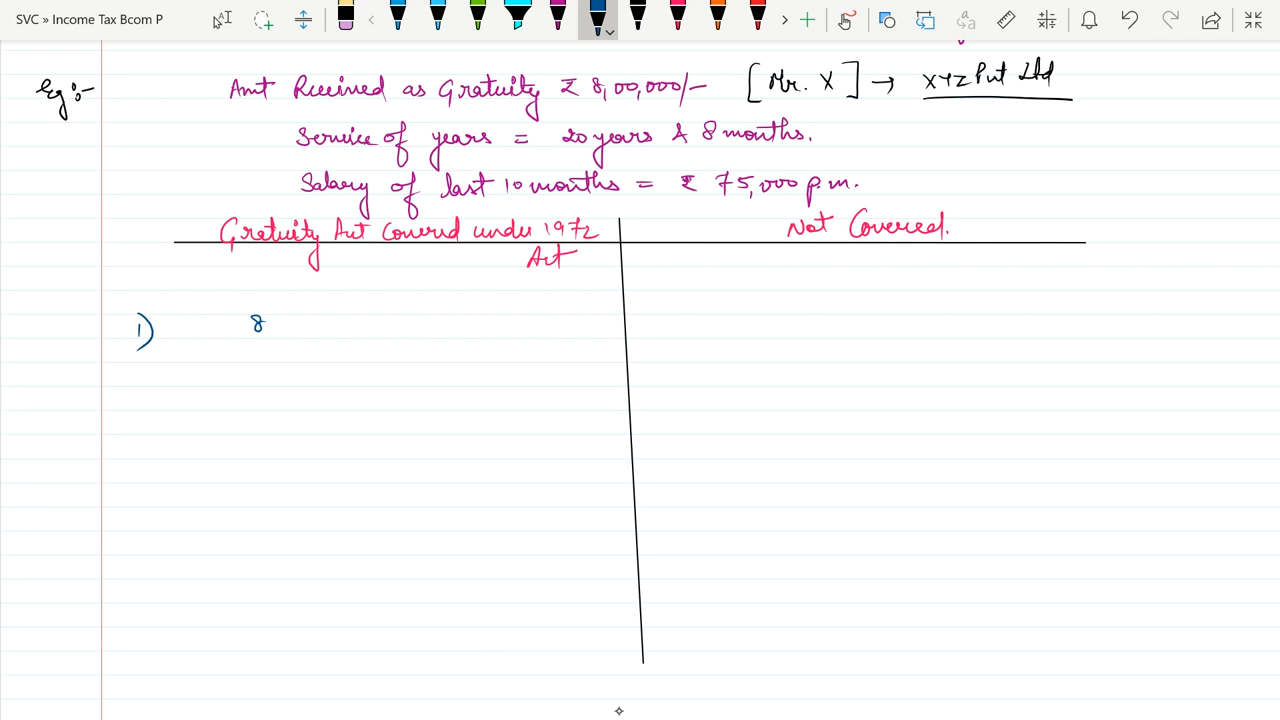 SVC » Income Tax Bcom P
Eg:-
Amt Received as Gratuity ₹ 8,00,000/- [Mr. X] → XYZ Pvt Ltd
Service of years = 20 years & 8 months.
Salary of last 10 months = ₹ 75,000 p.m.
Gratuity Act Covered under 1972 Act
Not Covered.
1) 8